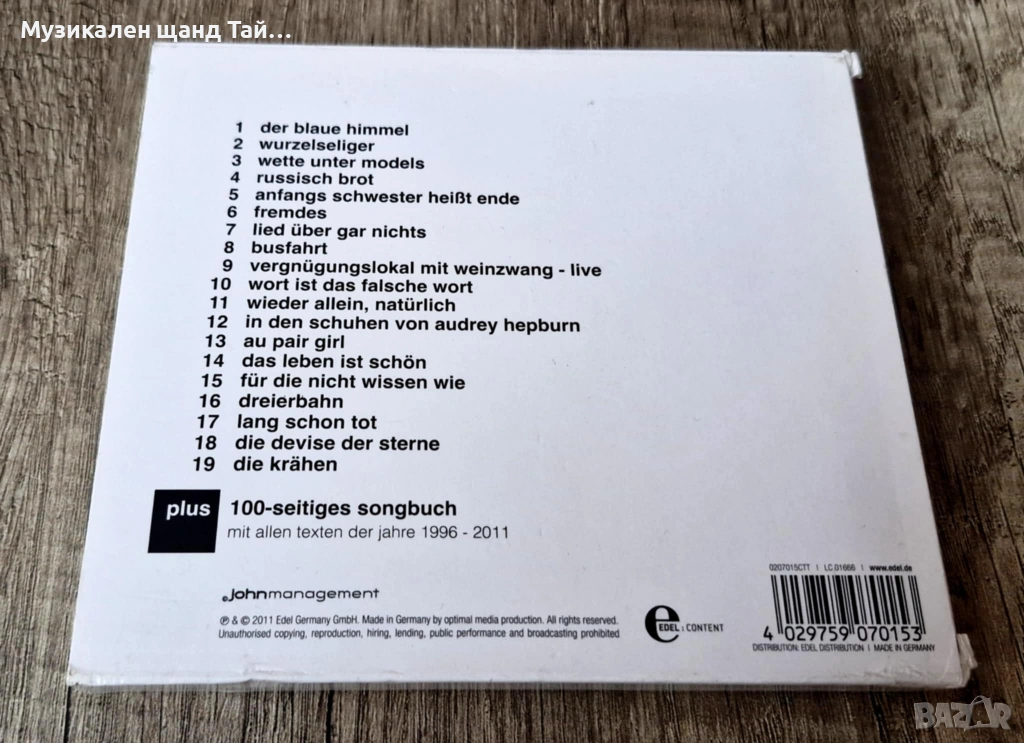 Музикален щанд Тай…
1 der blaue himmel
2 wurzelseliger
3 wette unter models
4 russisch brot
5 anfangs schwester heißt ende
6 fremdes
7 lied über gar nichts
8 busfahrt
9 vergnügungslokal mit weinzwang - live
10 wort ist das falsche wort
11 wieder allein, natürlich
12 in den schuhen von audrey hepburn
13 au pair girl
14 das leben ist schön
15 für die nicht wissen wie
16 dreierbahn
17 lang schon tot
18 die devise der sterne
19 die krähen
plus 100-seitiges songbuch
mit allen texten der jahre 1996 - 2011
johnmanagement
℗ & © 2011 Edel Germany GmbH. Made in Germany by optimal media production. All rights reserved.
Unauthorised copying, reproduction, hiring, lending, public performance and broadcasting prohibited
e EDEL:CONTENT
0207015CTT | LC 01666 | www.edel.de
4 029759 070153
DISTRIBUTION: EDEL DISTRIBUTION | MADE IN GERMANY
BAZAR